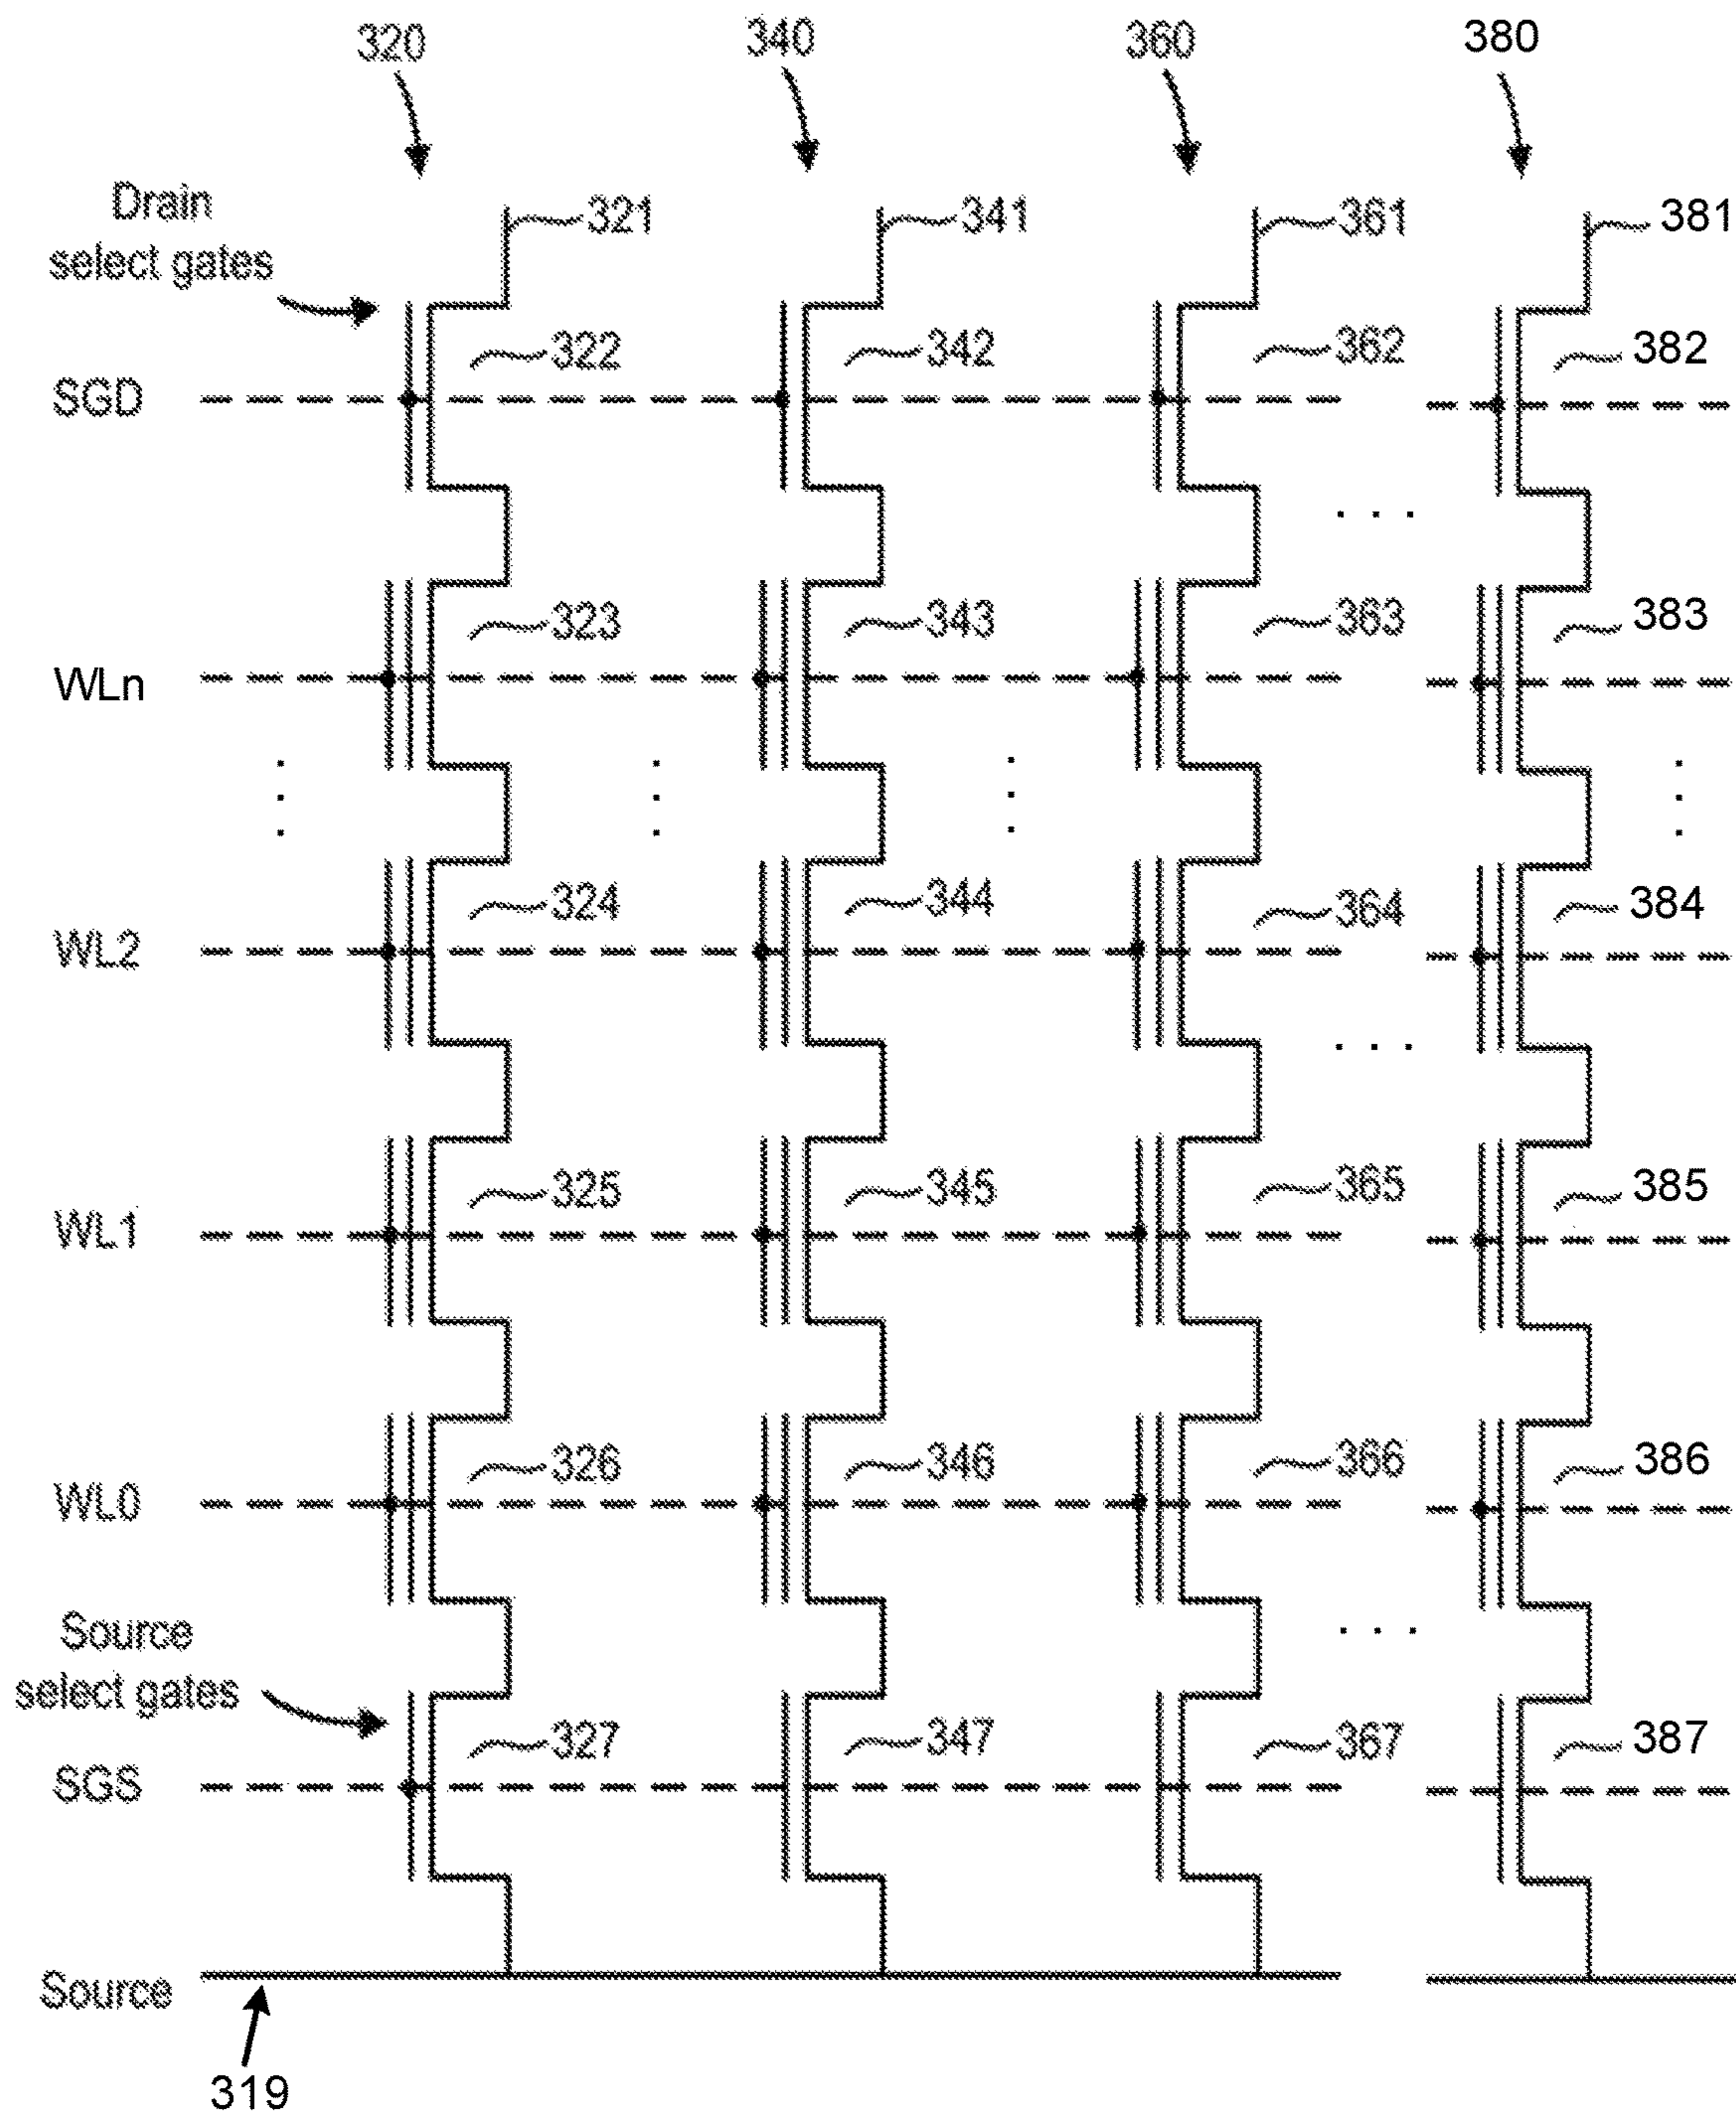 320 340 360 380
Drain
select gates
321 341 361 381
322 342 362 382
SGD
323 343 363 383
WLn
324 344 364 384
WL2
325 345 365 385
WL1
326 346 366 386
WL0
Source
select gates
327 347 367 387
SGS
Source
319